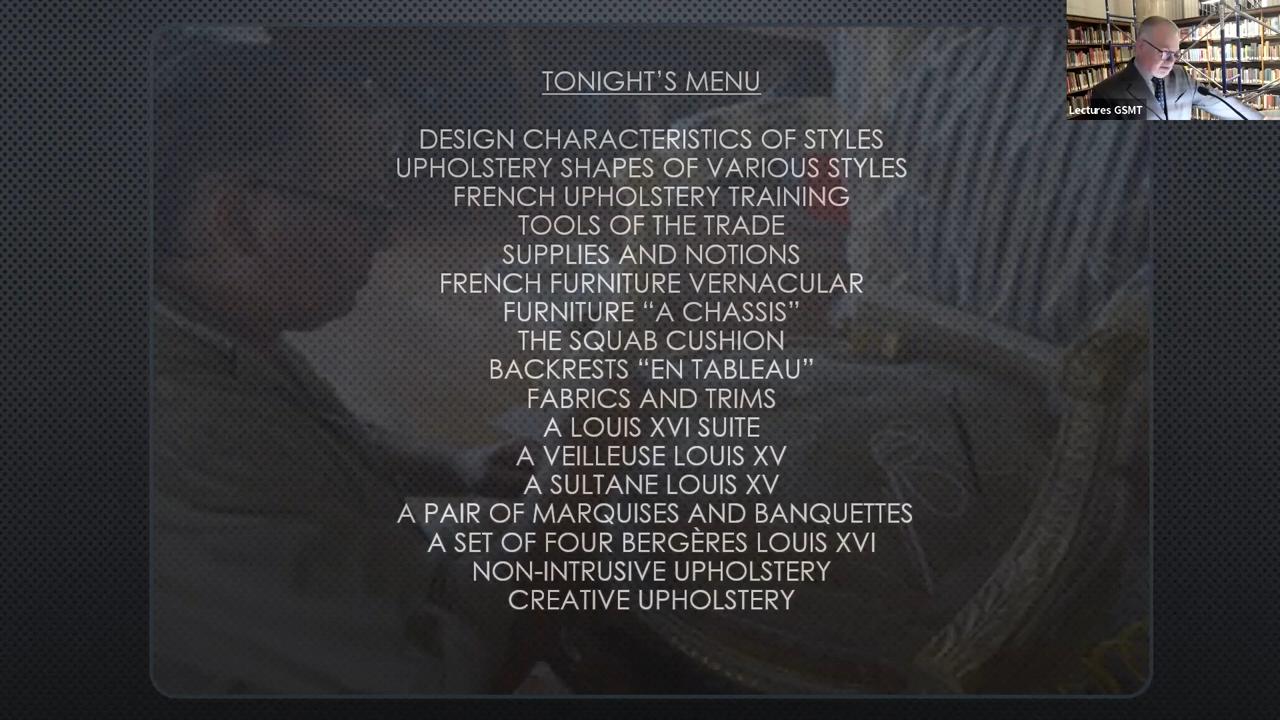 TONIGHT'S MENU
DESIGN CHARACTERISTICS OF STYLES
UPHOLSTERY SHAPES OF VARIOUS STYLES
FRENCH UPHOLSTERY TRAINING
TOOLS OF THE TRADE
SUPPLIES AND NOTIONS
FRENCH FURNITURE VERNACULAR
FURNITURE “A CHASSIS”
THE SQUAB CUSHION
BACKRESTS “EN TABLEAU”
FABRICS AND TRIMS
A LOUIS XVI SUITE
A VEILLEUSE LOUIS XV
A SULTANE LOUIS XV
A PAIR OF MARQUISES AND BANQUETTES
A SET OF FOUR BERGÈRES LOUIS XVI
NON-INTRUSIVE UPHOLSTERY
CREATIVE UPHOLSTERY
Lectures GSMT